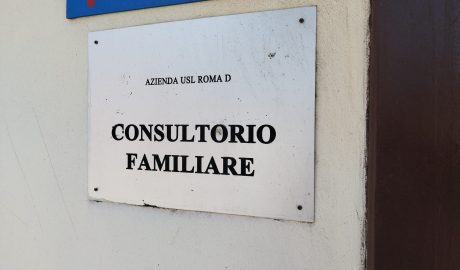 AZIENDA USL ROMA D
CONSULTORIO
FAMILIARE